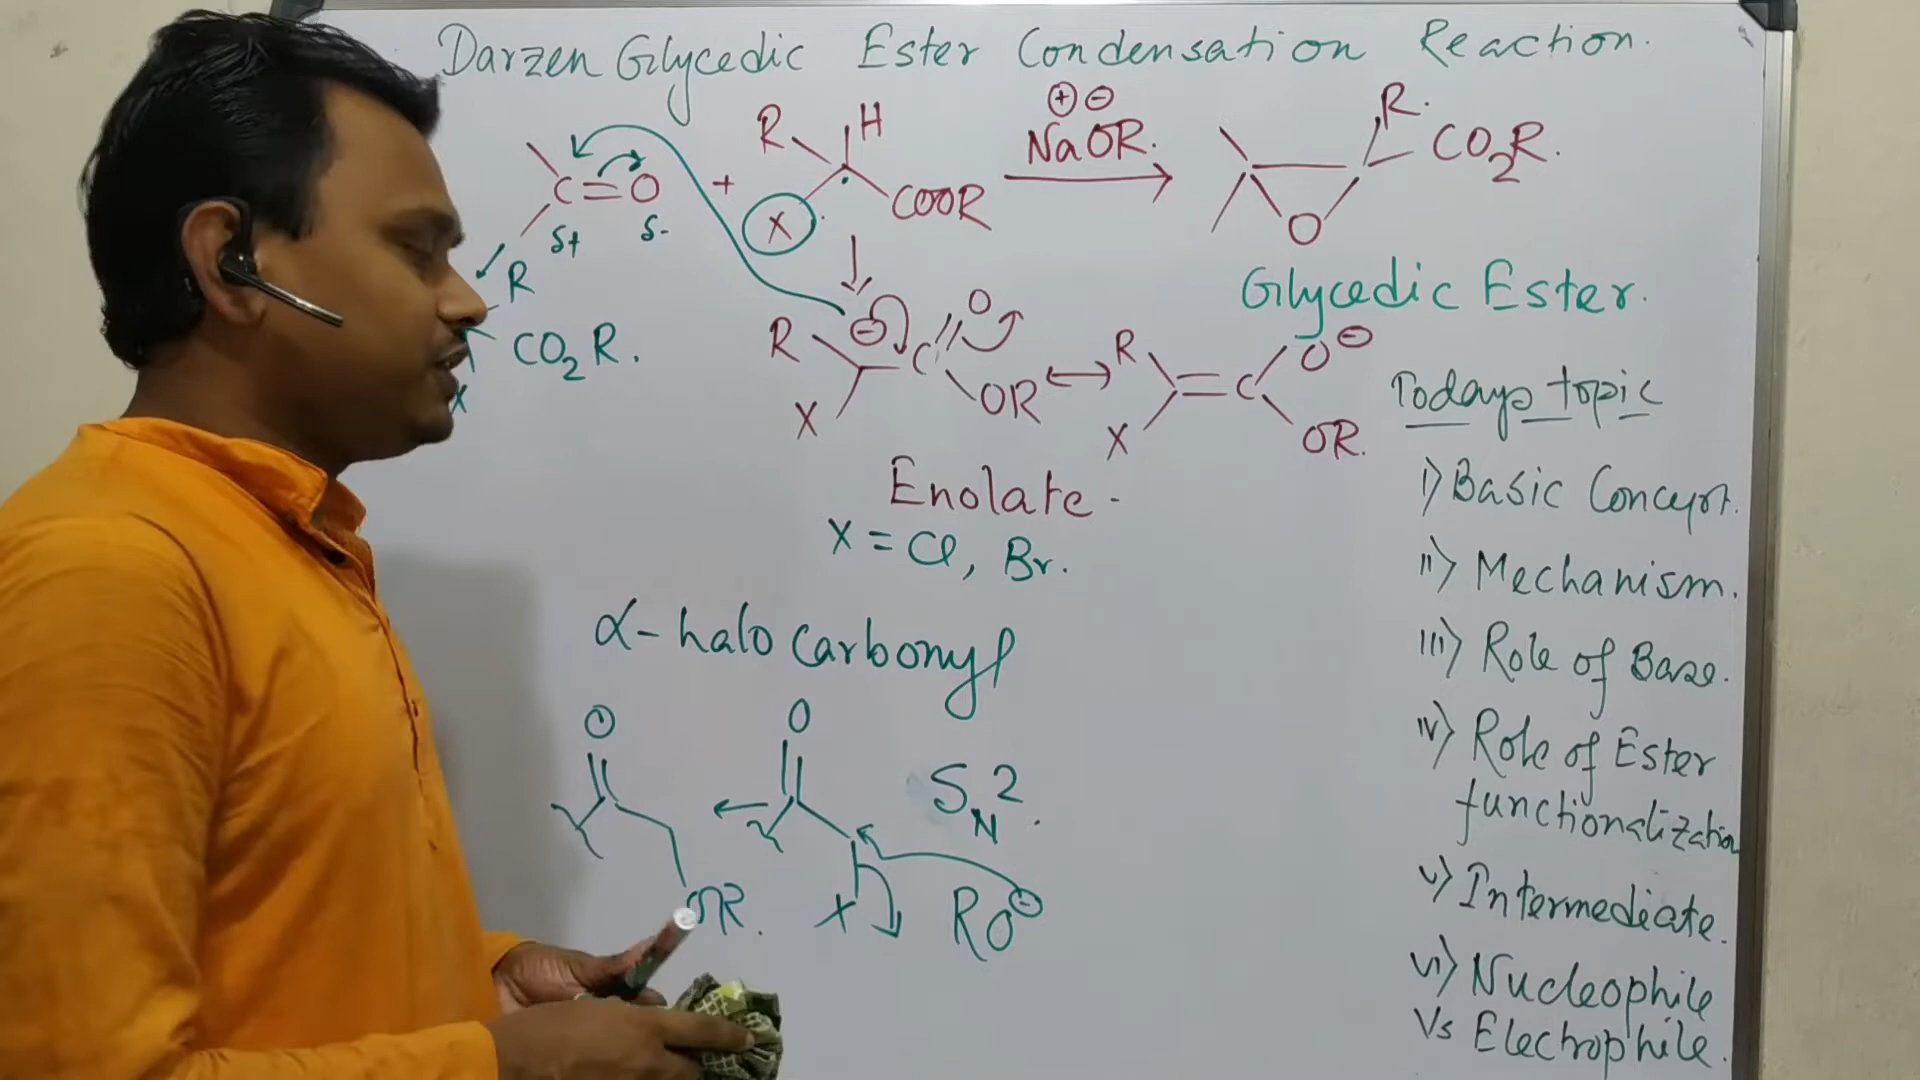 Darzen Glycedic Ester Condensation Reaction.
R H ⊕ ⊖ R.
C=O + COOR NaOR. CO2R.
δ+ δ- X O
R Glycedic Ester.
CO2R.
X
R ⊖ C O ↔ R C O⊖
X OR X OR.
Enolate -
X = Cl, Br.
α-halo carbonyl
O O SN2.
OR. X RO⊖
Todays topic
i) Basic Concept.
ii) Mechanism.
iii) Role of Base.
iv) Role of Ester
functionalization
v) Intermediate.
vi) Nucleophile
Vs Electrophile.